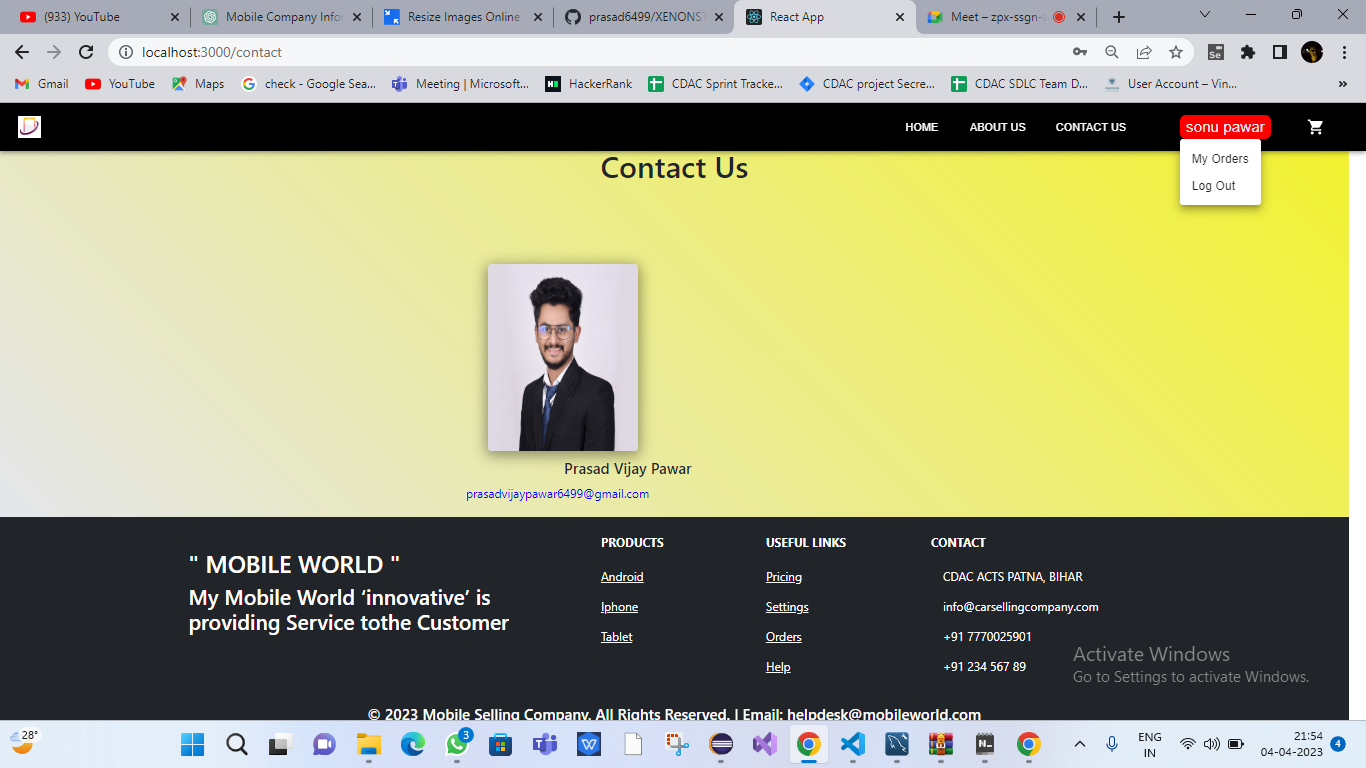 (933) YouTube
Mobile Company Info
Resize Images Online
prasad6499/XENONST
React App
Meet – zpx-ssgn-
localhost:3000/contact
Se
Gmail
YouTube
Maps
check - Google Sea...
Meeting | Microsoft...
HackerRank
CDAC Sprint Tracke...
CDAC project Secre...
CDAC SDLC Team D...
User Account – Vin...
HOME
ABOUT US
CONTACT US
sonu pawar
My Orders
Log Out
Contact Us
Prasad Vijay Pawar
prasadvijaypawar6499@gmail.com
" MOBILE WORLD "
My Mobile World ‘innovative’ is
providing Service tothe Customer
PRODUCTS
Android
Iphone
Tablet
USEFUL LINKS
Pricing
Settings
Orders
Help
CONTACT
CDAC ACTS PATNA, BIHAR
info@carsellingcompany.com
+91 7770025901
+91 234 567 89
Activate Windows
Go to Settings to activate Windows.
© 2023 Mobile Selling Company. All Rights Reserved. | Email: helpdesk@mobileworld.com
28°
3
ENG
IN
21:54
04-04-2023
4